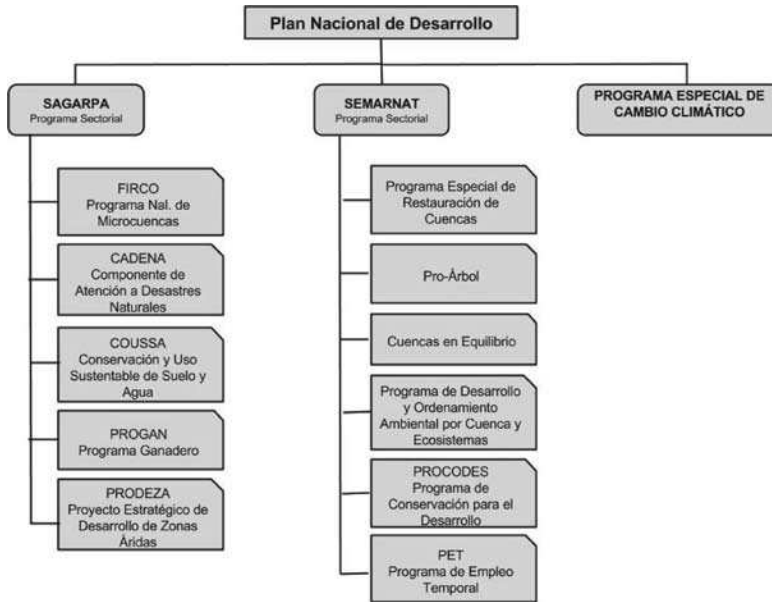 Plan Nacional de Desarrollo
SAGARPA
Programa Sectorial
SEMARNAT
Programa Sectorial
PROGRAMA ESPECIAL DE
CAMBIO CLIMÁTICO
FIRCO
Programa Nal. de
Microcuencas
CADENA
Componente de
Atención a Desastres
Naturales
COUSSA
Conservación y Uso
Sustentable de Suelo y
Agua
PROGAN
Programa Ganadero
PRODEZA
Proyecto Estratégico de
Desarrollo de Zonas
Áridas
Programa Especial de
Restauración de
Cuencas
Pro-Árbol
Cuencas en Equilibrio
Programa de Desarrollo
y Ordenamiento
Ambiental por Cuenca y
Ecosistemas
PROCODES
Programa de
Conservación para el
Desarrollo
PET
Programa de Empleo
Temporal